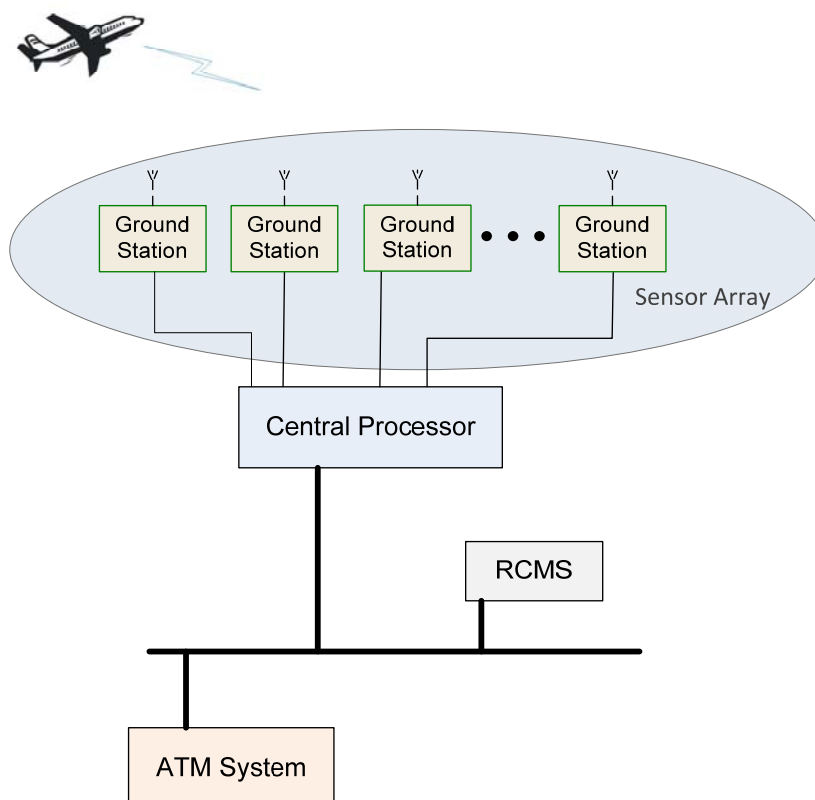 Ground
Station
Ground
Station
Ground
Station
Ground
Station
Sensor Array
Central Processor
RCMS
ATM System